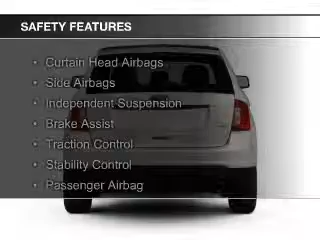 SAFETY FEATURES
• Curtain Head Airbags
• Side Airbags
• Independent Suspension
• Brake Assist
• Traction Control
• Stability Control
• Passenger Airbag